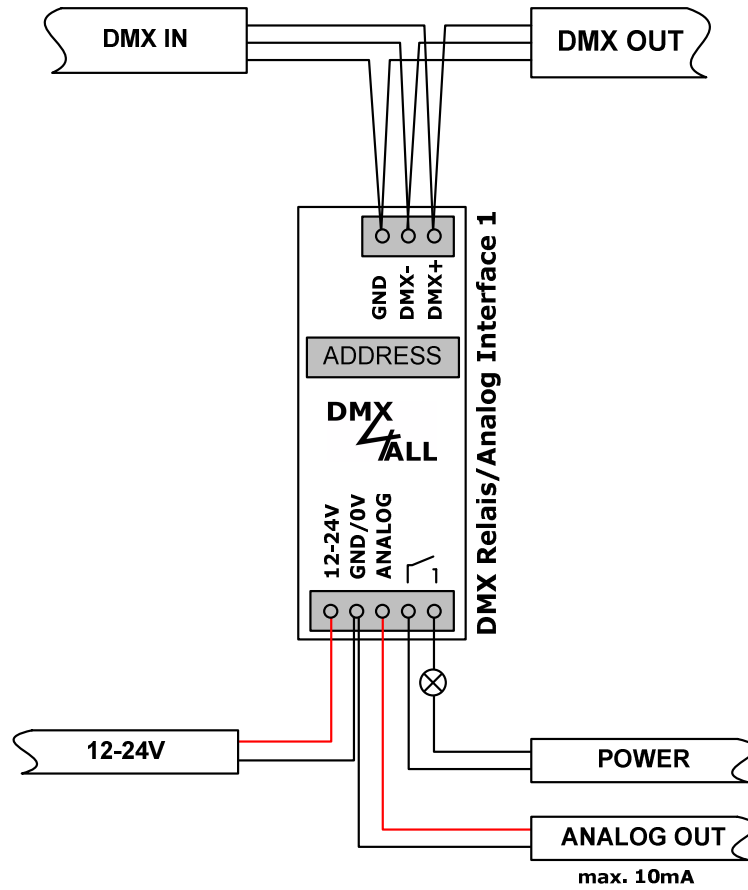 DMX IN
DMX OUT
GND
DMX-
DMX+
ADDRESS
DMX
4ALL
DMX Relais/Analog Interface 1
12-24V
GND/0V
ANALOG
12-24V
POWER
ANALOG OUT
max. 10mA